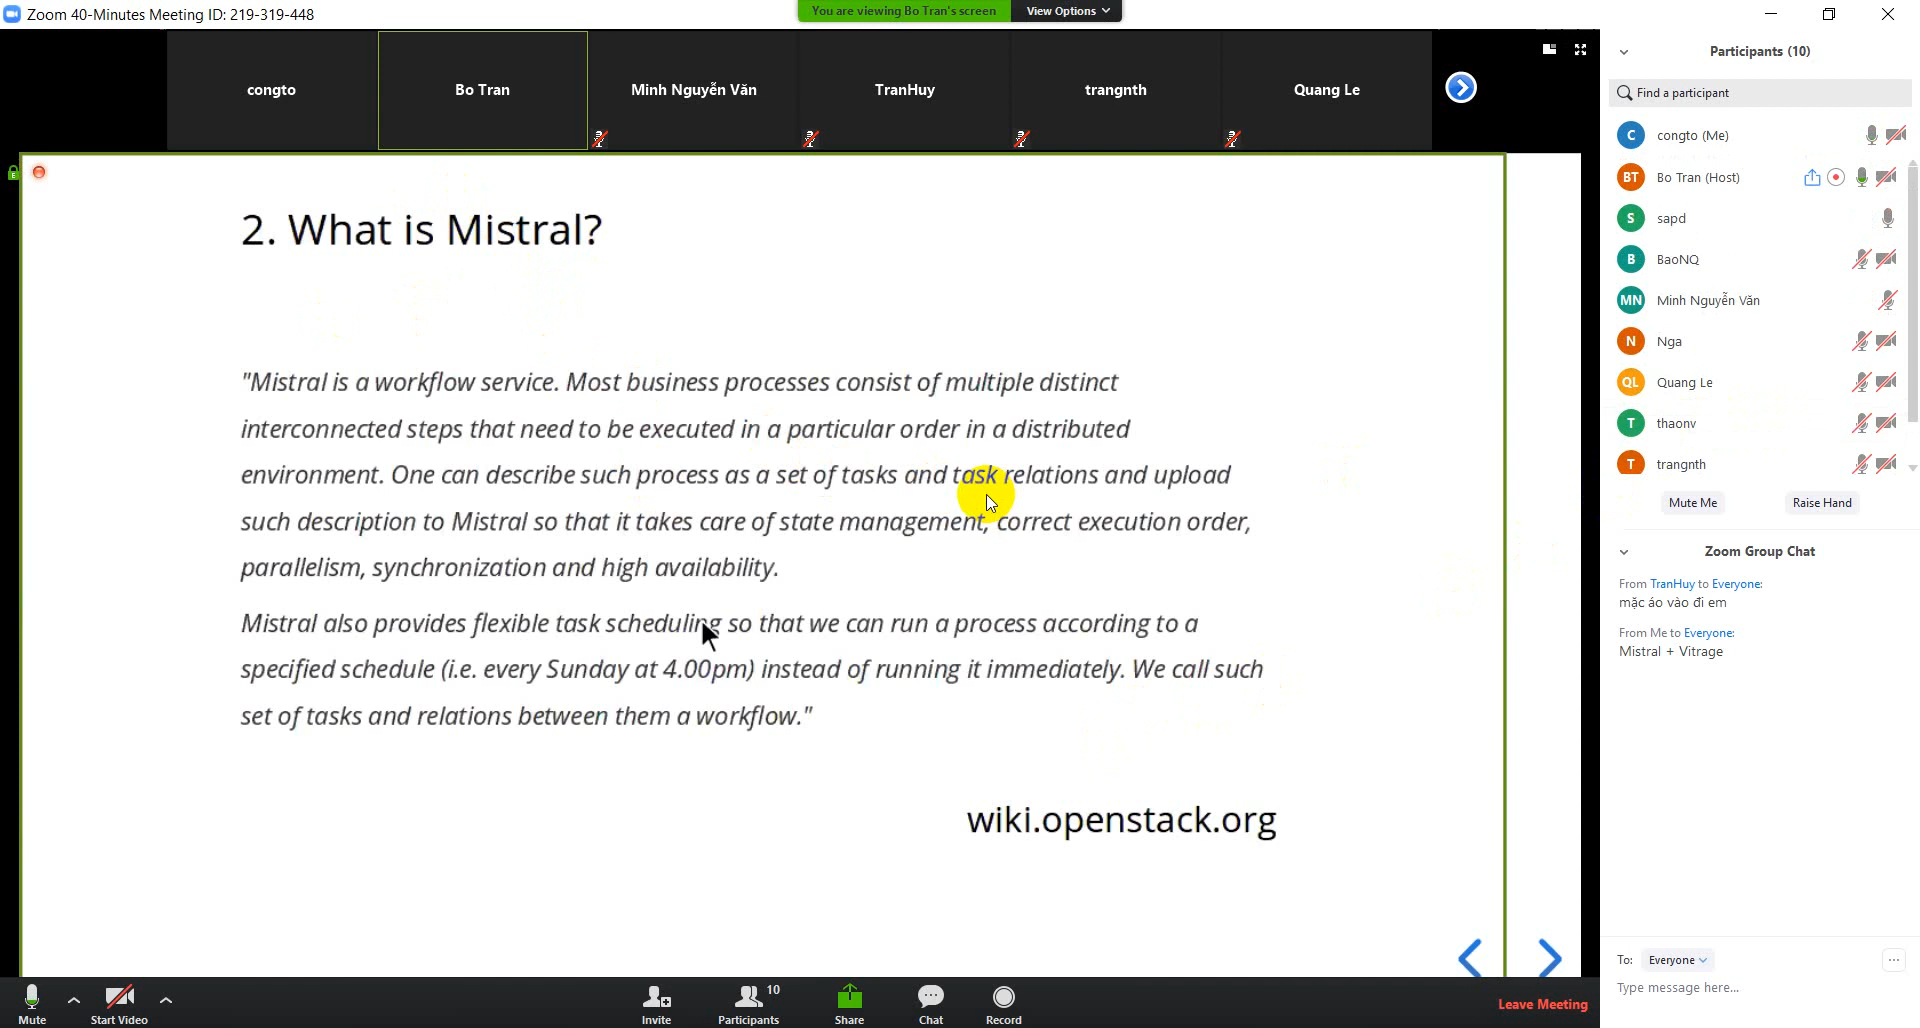 Zoom 40-Minutes Meeting ID: 219-319-448
You are viewing Bo Tran's screen
View Options
congto
Bo Tran
Minh Nguyễn Văn
TranHuy
trangnth
Quang Le
2. What is Mistral?
"Mistral is a workflow service. Most business processes consist of multiple distinct
interconnected steps that need to be executed in a particular order in a distributed
environment. One can describe such process as a set of tasks and task relations and upload
such description to Mistral so that it takes care of state management, correct execution order,
parallelism, synchronization and high availability.
Mistral also provides flexible task scheduling so that we can run a process according to a
specified schedule (i.e. every Sunday at 4.00pm) instead of running it immediately. We call such
set of tasks and relations between them a workflow."
wiki.openstack.org
Participants (10)
Find a participant
C congto (Me)
BT Bo Tran (Host)
S sapd
B BaoNQ
MN Minh Nguyễn Văn
N Nga
QL Quang Le
T thaonv
T trangnth
Mute Me
Raise Hand
Zoom Group Chat
From TranHuy to Everyone:
mặc áo vào đi em
From Me to Everyone:
Mistral + Vitrage
To: Everyone
Type message here...
Mute
Start Video
Invite
10
Participants
Share
Chat
Record
Leave Meeting